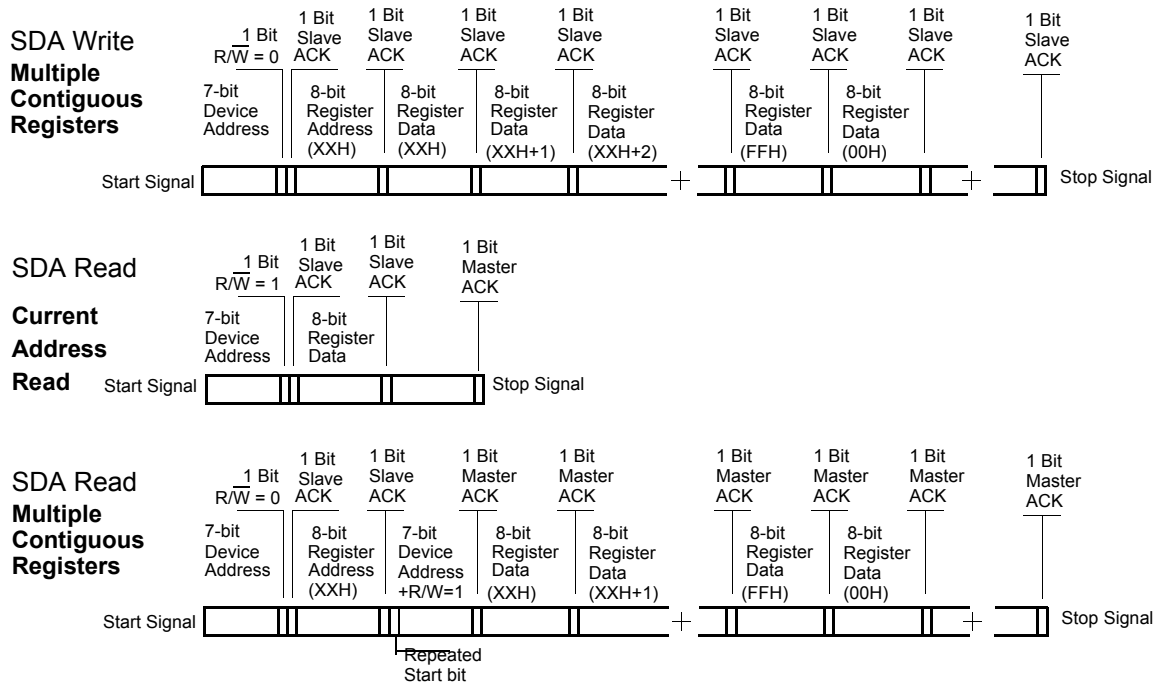 SDA Write
Multiple
Contiguous
Registers
1 Bit
R/W = 0
1 Bit
Slave
ACK
1 Bit
Slave
ACK
1 Bit
Slave
ACK
1 Bit
Slave
ACK
1 Bit
Slave
ACK
1 Bit
Slave
ACK
1 Bit
Slave
ACK
1 Bit
Slave
ACK
7-bit
Device
Address
8-bit
Register
Address
(XXH)
8-bit
Register
Data
(XXH)
8-bit
Register
Data
(XXH+1)
8-bit
Register
Data
(XXH+2)
8-bit
Register
Data
(FFH)
8-bit
Register
Data
(00H)
Start Signal
Stop Signal
SDA Read
Current
Address
Read
1 Bit
R/W = 1
1 Bit
Slave
ACK
1 Bit
Slave
ACK
1 Bit
Master
ACK
7-bit
Device
Address
8-bit
Register
Data
Start Signal
Stop Signal
SDA Read
Multiple
Contiguous
Registers
1 Bit
R/W = 0
1 Bit
Slave
ACK
1 Bit
Slave
ACK
1 Bit
Master
ACK
1 Bit
Master
ACK
1 Bit
Master
ACK
1 Bit
Master
ACK
1 Bit
Master
ACK
1 Bit
Master
ACK
7-bit
Device
Address
8-bit
Register
Address
(XXH)
7-bit
Device
Address
+R/W=1
8-bit
Register
Data
(XXH)
8-bit
Register
Data
(XXH+1)
8-bit
Register
Data
(FFH)
8-bit
Register
Data
(00H)
Start Signal
Stop Signal
Repeated
Start bit